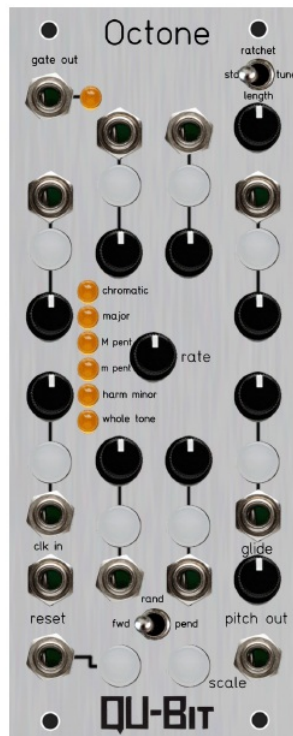 Octone
gate out
ratchet
std tune
length
chromatic
major
M pent
m pent
harm minor
whole tone
rate
clk in
glide
rand
reset
fwd pend
pitch out
scale
QU-BIT